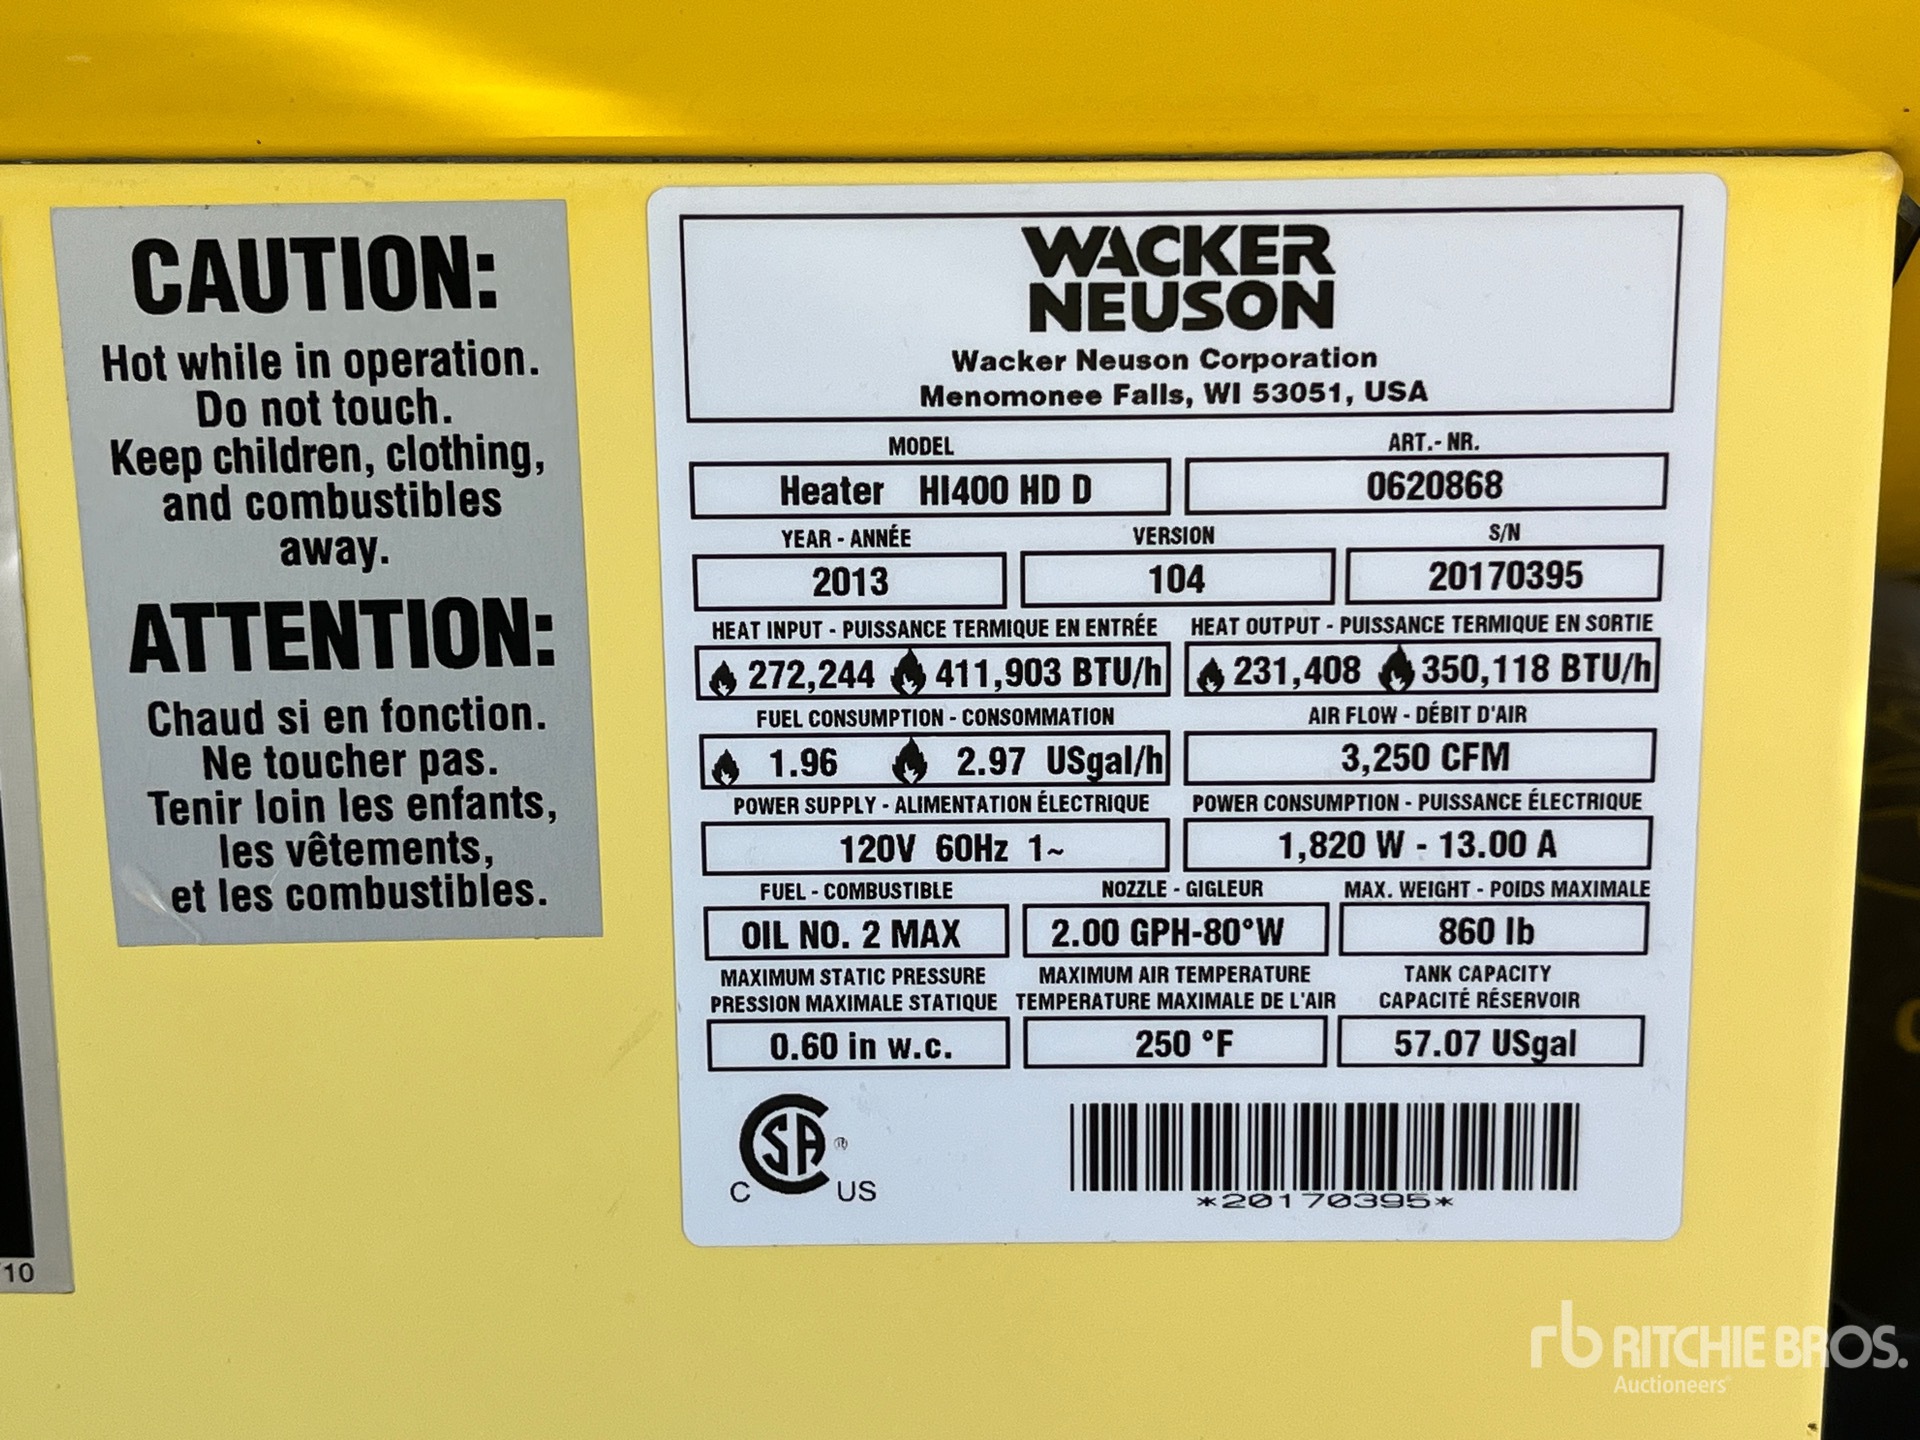 CAUTION:
Hot while in operation.
Do not touch.
Keep children, clothing,
and combustibles
away.
ATTENTION:
Chaud si en fonction.
Ne toucher pas.
Tenir loin les enfants,
les vêtements,
et les combustibles.
10
WACKER
NEUSON
Wacker Neuson Corporation
Menomonee Falls, WI 53051, USA
MODEL ART.- NR.
Heater HI400 HD D 0620868
YEAR - ANNÉE VERSION S/N
2013 104 20170395
HEAT INPUT - PUISSANCE TERMIQUE EN ENTRÉE HEAT OUTPUT - PUISSANCE TERMIQUE EN SORTIE
272,244 411,903 BTU/h 231,408 350,118 BTU/h
FUEL CONSUMPTION - CONSOMMATION AIR FLOW - DÉBIT D'AIR
1.96 2.97 USgal/h 3,250 CFM
POWER SUPPLY - ALIMENTATION ÉLECTRIQUE POWER CONSUMPTION - PUISSANCE ÉLECTRIQUE
120V 60Hz 1~ 1,820 W - 13.00 A
FUEL - COMBUSTIBLE NOZZLE - GIGLEUR MAX. WEIGHT - POIDS MAXIMALE
OIL NO. 2 MAX 2.00 GPH-80°W 860 lb
MAXIMUM STATIC PRESSURE MAXIMUM AIR TEMPERATURE TANK CAPACITY
PRESSION MAXIMALE STATIQUE TEMPERATURE MAXIMALE DE L'AIR CAPACITÉ RÉSERVOIR
0.60 in w.c. 250 °F 57.07 USgal
CSA ®
C US
*20170395*
rb RITCHIE BROS.
Auctioneers